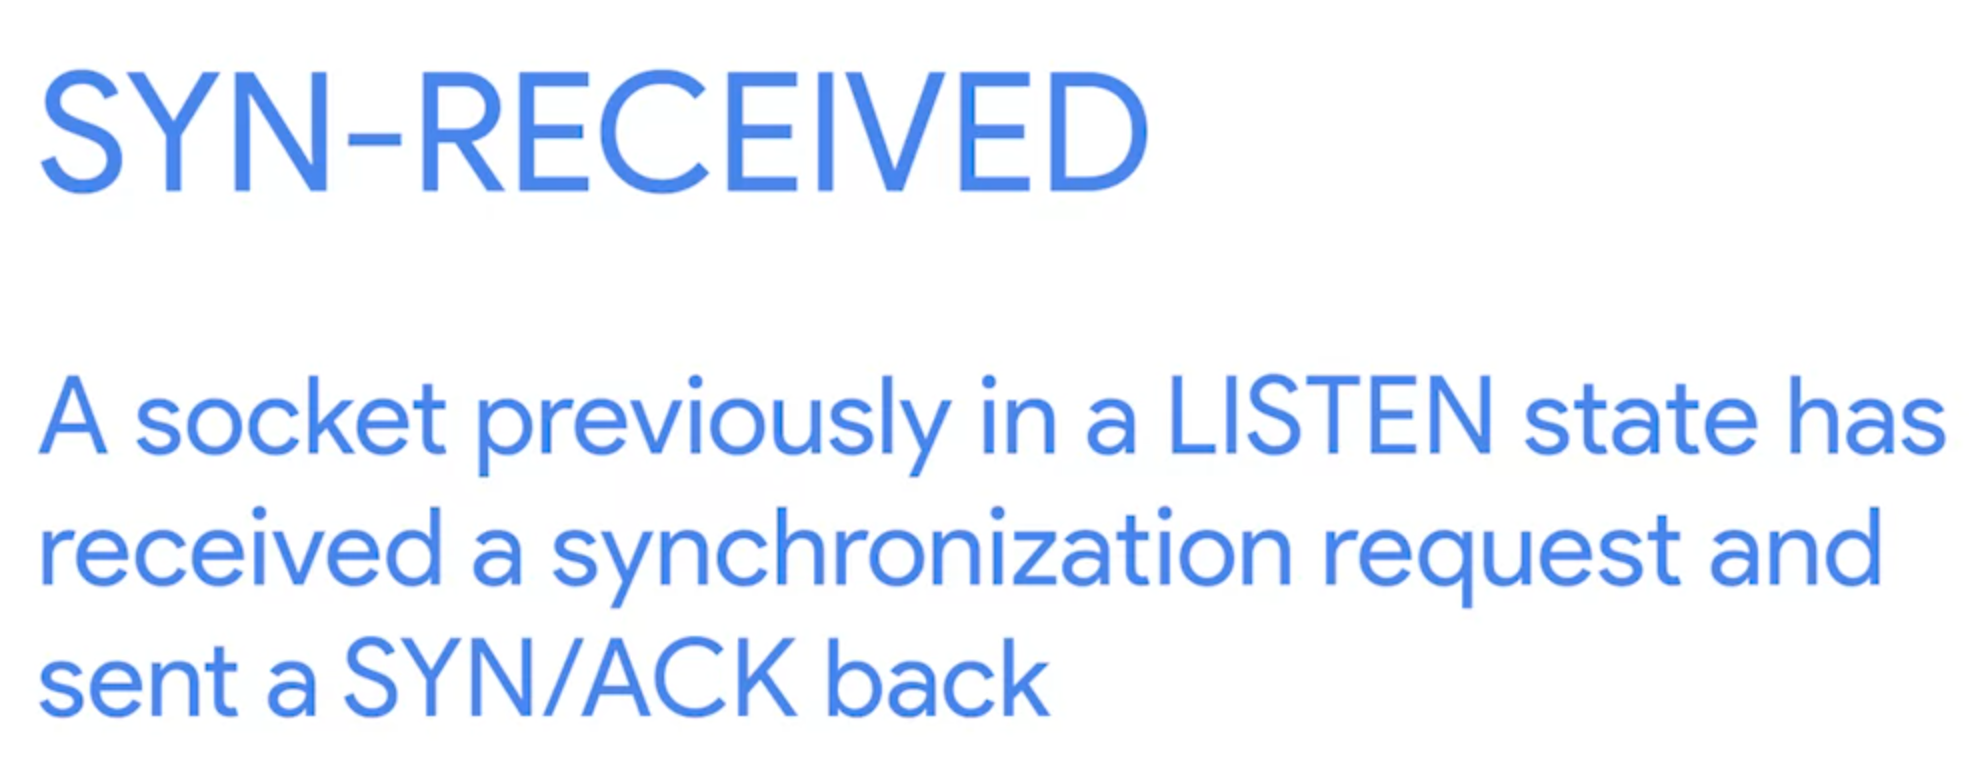 SYN-RECEIVED
A socket previously in a LISTEN state has
received a synchronization request and
sent a SYN/ACK back